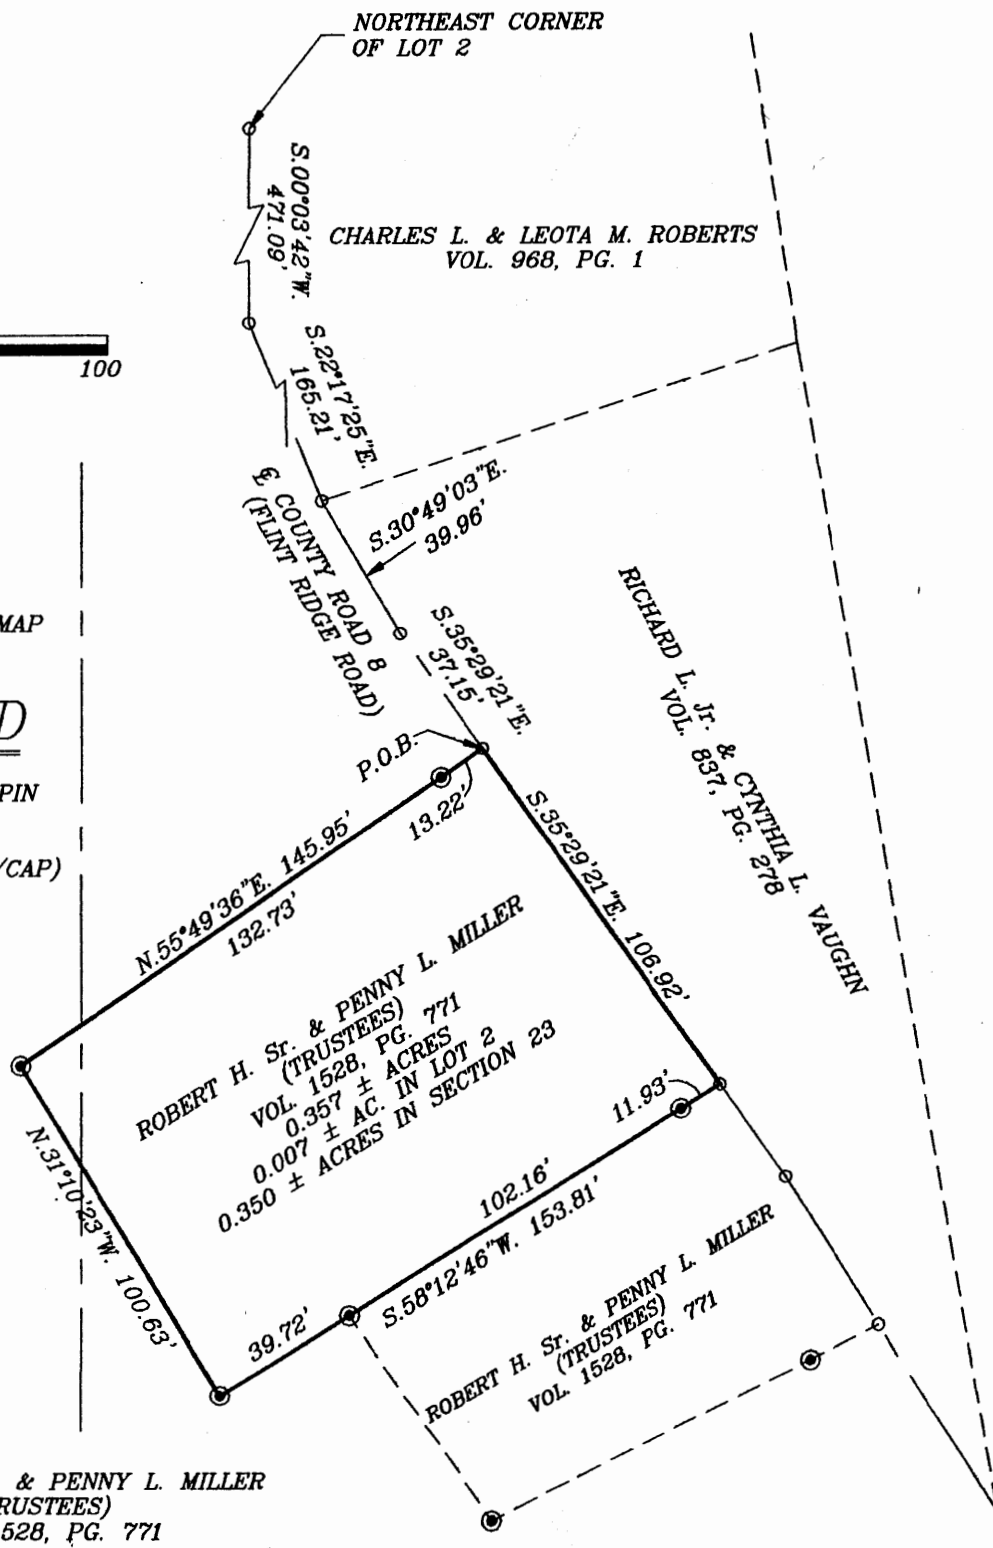 NORTHEAST CORNER
OF LOT 2
S.00°03'42"W.
471.09'
CHARLES L. & LEOTA M. ROBERTS
VOL. 968, PG. 1
100
S.22°17'25"E.
165.21'
℄ COUNTY ROAD 8
(FLINT RIDGE ROAD)
S.30°49'03"E.
39.96'
MAP
S.35°29'21"E.
37.15'
RICHARD L. Jr. & CYNTHIA L. VAUGHN
VOL. 837, PG. 278
D
P.O.B.
PIN
/CAP)
13.22'
N.55°49'36"E. 145.95'
132.73'
S.35°29'21"E. 106.92'
ROBERT H. Sr. & PENNY L. MILLER
(TRUSTEES)
VOL. 1528, PG. 771
0.357 ± ACRES
0.007 ± AC. IN LOT 2
0.350 ± ACRES IN SECTION 23
11.93'
N.31°10'23"W. 100.63'
102.16'
S.58°12'46"W. 153.81'
39.72'
ROBERT H. Sr. & PENNY L. MILLER
(TRUSTEES)
VOL. 1528, PG. 771
& PENNY L. MILLER
RUSTEES)
528, PG. 771